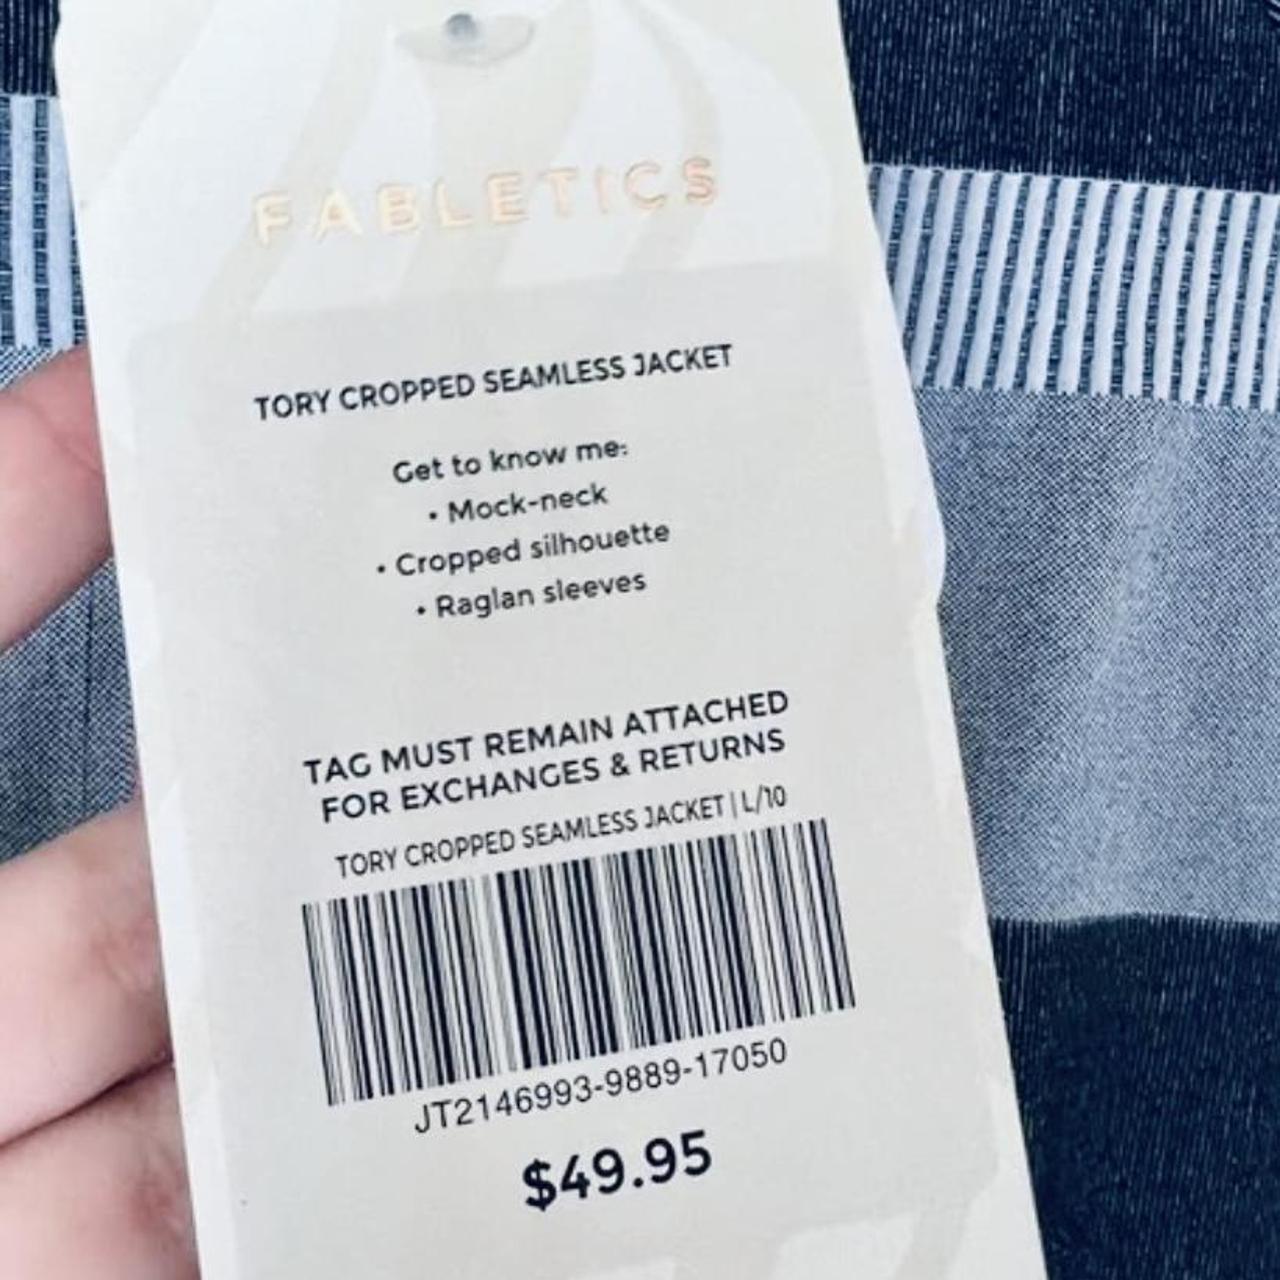 FABLETICS
TORY CROPPED SEAMLESS JACKET
Get to know me:
• Mock-neck
• Cropped silhouette
• Raglan sleeves
TAG MUST REMAIN ATTACHED
FOR EXCHANGES & RETURNS
TORY CROPPED SEAMLESS JACKET | L/10
JT2146993-9889-17050
$49.95